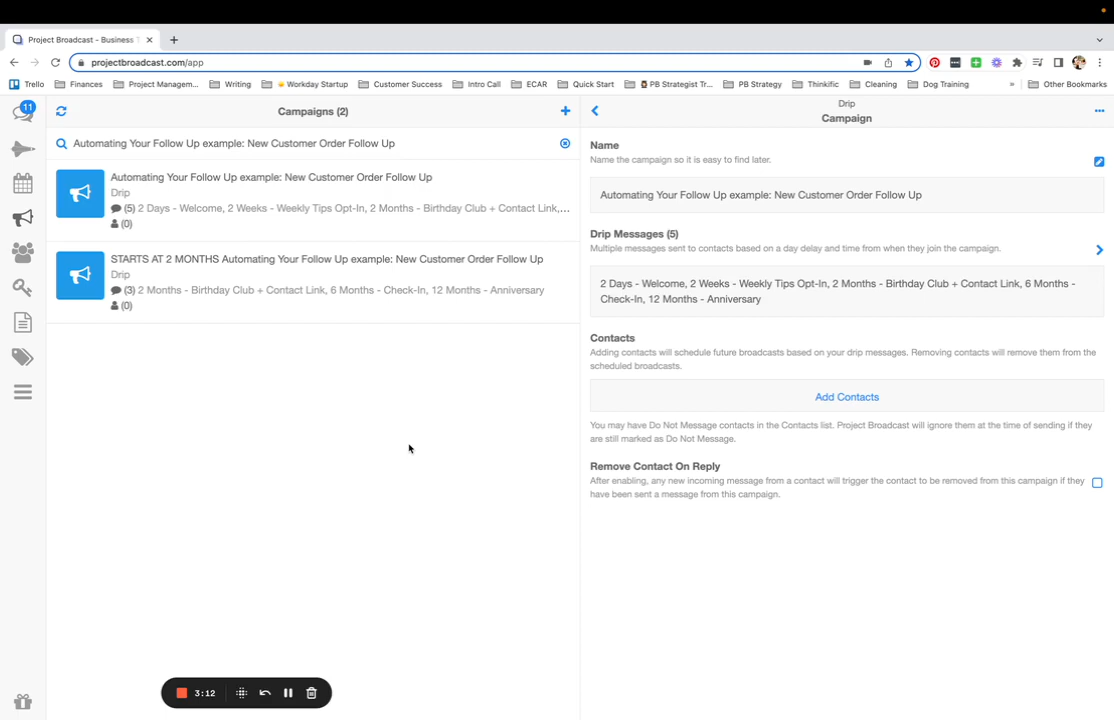 Project Broadcast - Business T
projectbroadcast.com/app
Trello
Finances
Project Managem...
Writing
Workday Startup
Customer Success
Intro Call
ECAR
Quick Start
PB Strategist Tr...
PB Strategy
Thinkific
Cleaning
Dog Training
»
Other Bookmarks
11
Campaigns (2)
Automating Your Follow Up example: New Customer Order Follow Up
Automating Your Follow Up example: New Customer Order Follow Up
Drip
(5) 2 Days - Welcome, 2 Weeks - Weekly Tips Opt-In, 2 Months - Birthday Club + Contact Link,...
(0)
STARTS AT 2 MONTHS Automating Your Follow Up example: New Customer Order Follow Up
Drip
(3) 2 Months - Birthday Club + Contact Link, 6 Months - Check-In, 12 Months - Anniversary
(0)
Drip
Campaign
Name
Name the campaign so it is easy to find later.
Automating Your Follow Up example: New Customer Order Follow Up
Drip Messages (5)
Multiple messages sent to contacts based on a day delay and time from when they join the campaign.
2 Days - Welcome, 2 Weeks - Weekly Tips Opt-In, 2 Months - Birthday Club + Contact Link, 6 Months -
Check-In, 12 Months - Anniversary
Contacts
Adding contacts will schedule future broadcasts based on your drip messages. Removing contacts will remove them from the
scheduled broadcasts.
Add Contacts
You may have Do Not Message contacts in the Contacts list. Project Broadcast will ignore them at the time of sending if they
are still marked as Do Not Message.
Remove Contact On Reply
After enabling, any new incoming message from a contact will trigger the contact to be removed from this campaign if they
have been sent a message from this campaign.
3:12